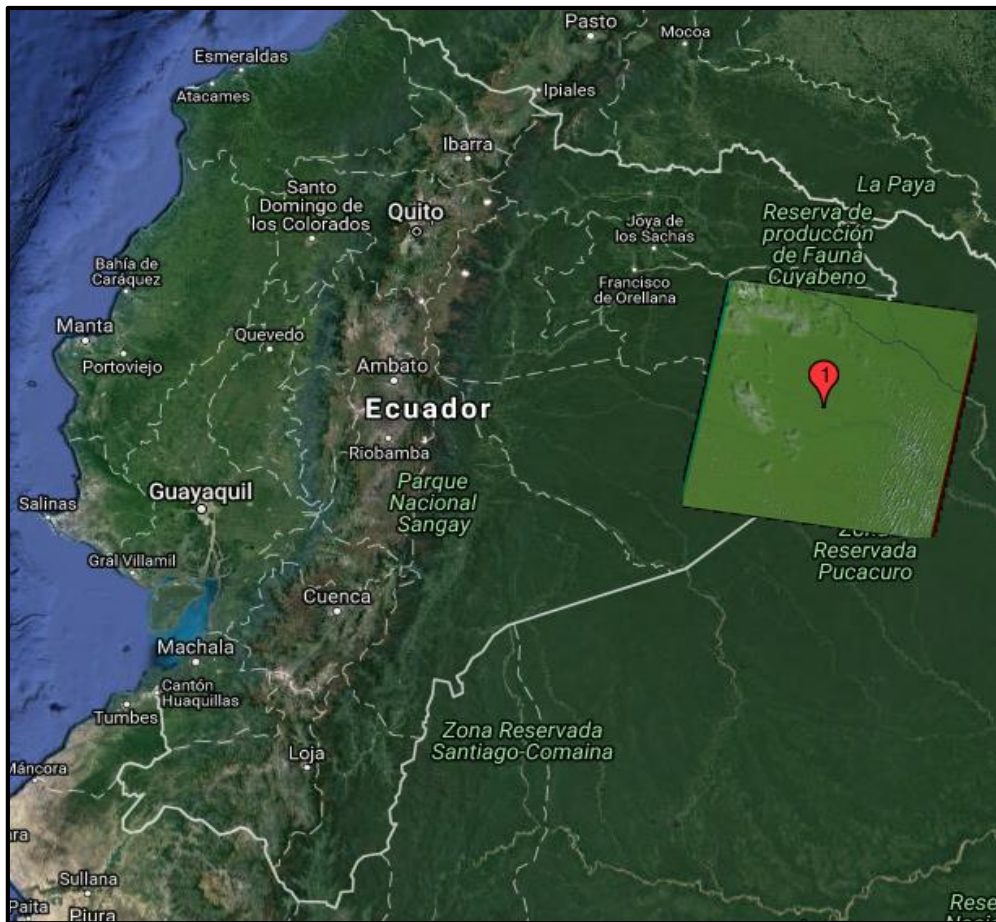 Pasto
Mocoa
Esmeraldas
Atacames
Ipiales
Ibarra
La Paya
Santo
Domingo de
los Colorados
Quito
Joya de
los Sachas
Reserva de
producción
de Fauna
Cuyabeno
Bahía de
Caráquez
Francisco
de Orellana
Manta
Portoviejo
Quevedo
Ambato
1
Ecuador
Riobamba
Parque
Nacional
Sangay
Salinas
Guayaquil
Reservada
Pucacuro
Gral Villamil
Cuenca
Machala
Cantón
Huaquillas
Tumbes
Zona Reservada
Santiago-Comaina
Loja
Máncora
Sullana
Paita
Piura